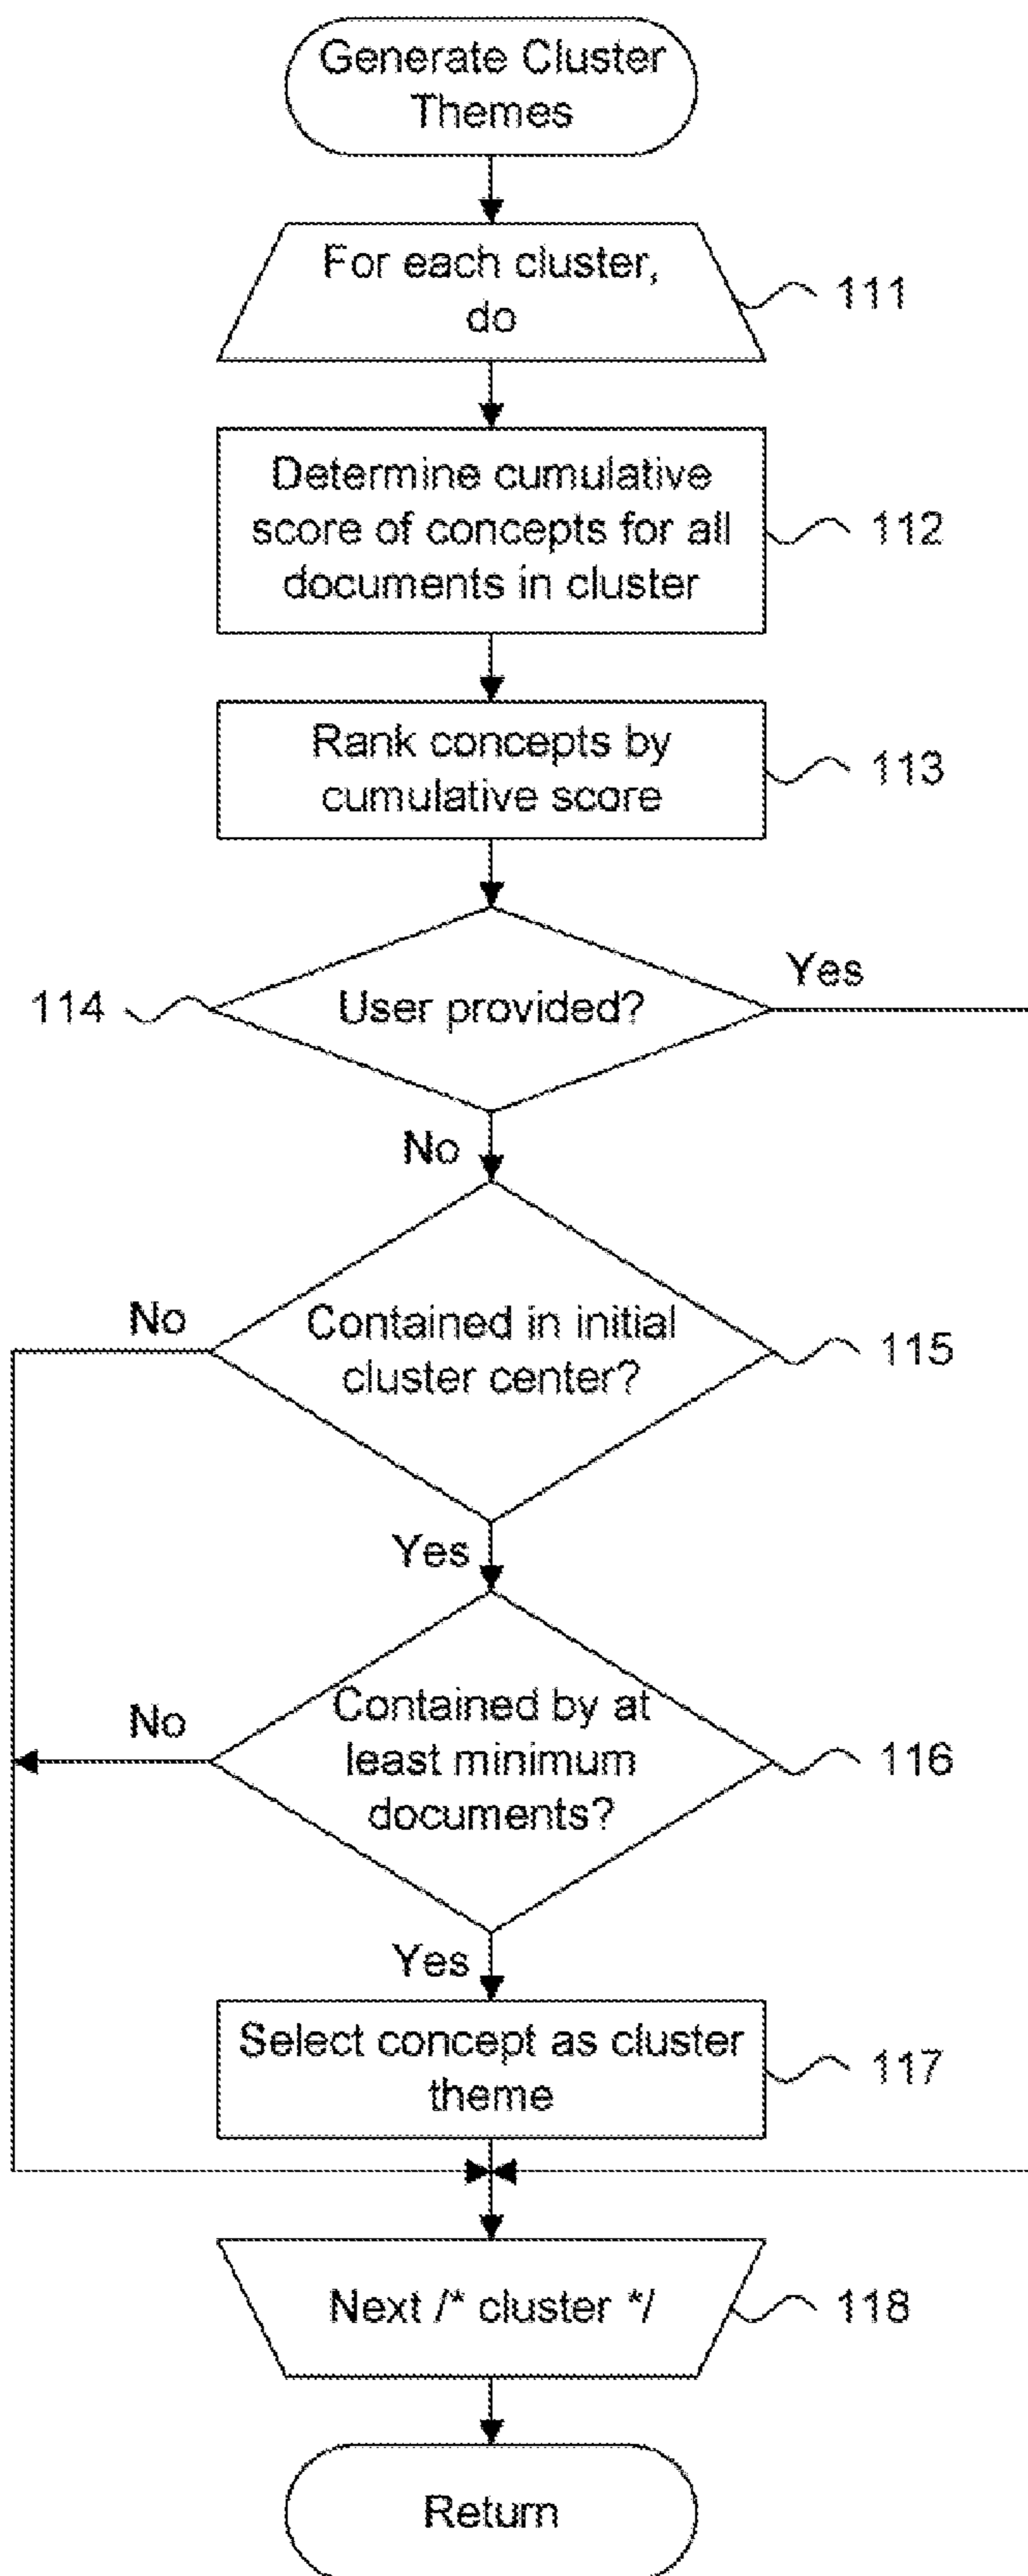 Generate Cluster
Themes
For each cluster,
do
111
Determine cumulative
score of concepts for all
documents in cluster
112
Rank concepts by
cumulative score
113
114
User provided?
Yes
No
Contained in initial
cluster center?
115
No
Yes
Contained by at
least minimum
documents?
116
No
Yes
Select concept as cluster
theme
117
Next /* cluster */
118
Return